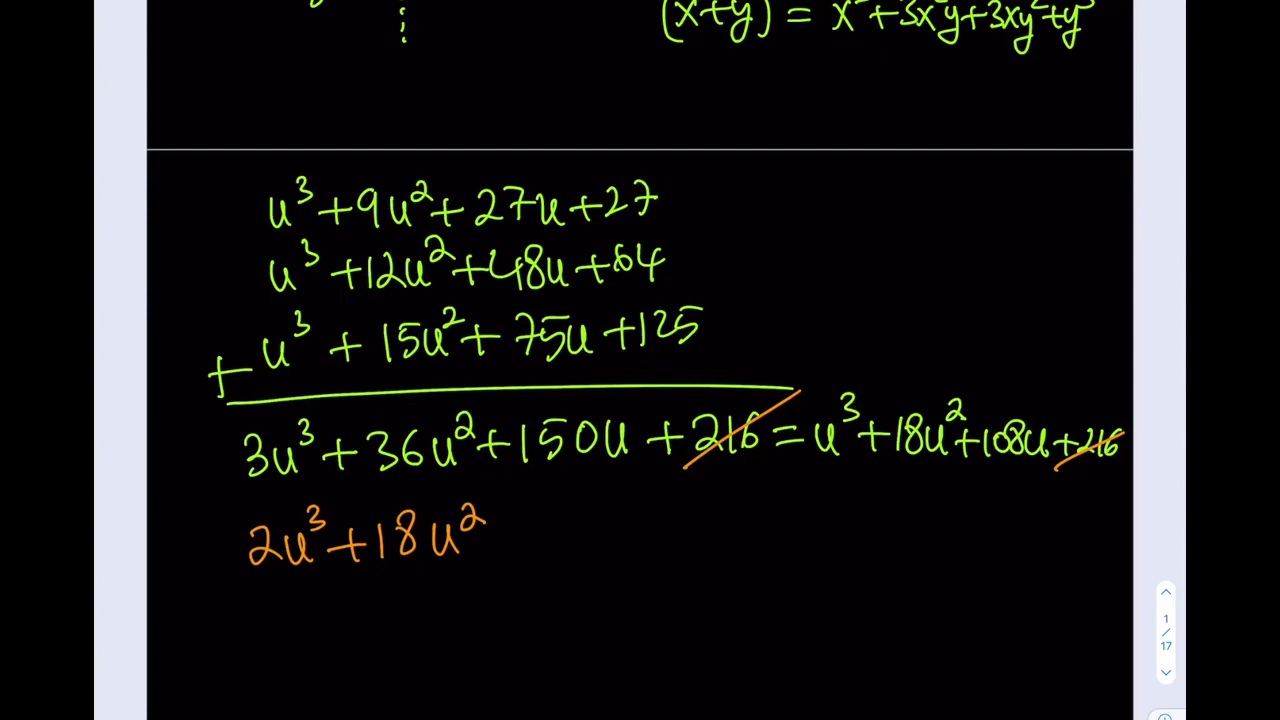 (x+y) = x³+3x²y+3xy²+y³
u³+9u²+27u+27
u³+12u²+48u+64
+ u³ + 15u² + 75u +125
3u³ + 36u² + 150u + 216 = u³+18u²+108u+216
2u³+18u²
1
/
17